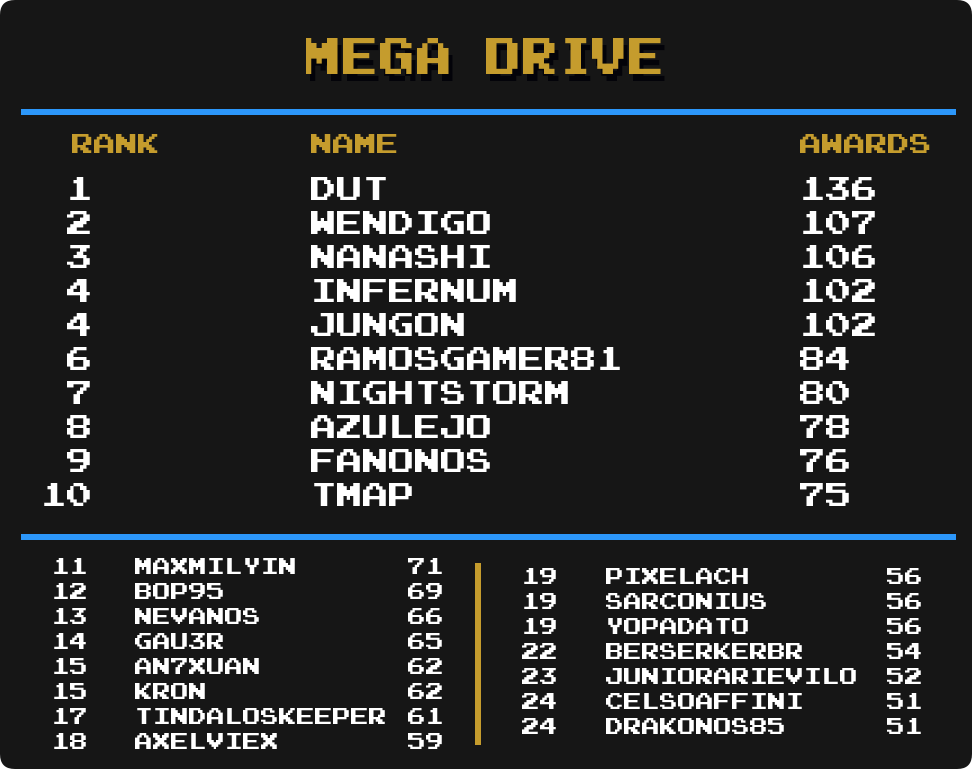 MEGA DRIVE
RANK NAME AWARDS
1 DUT 136
2 WENDIGO 107
3 NANASHI 106
4 INFERNUM 102
4 JUNGON 102
6 RAMOSGAMER81 84
7 NIGHTSTORM 80
8 AZULEJO 78
9 FANONOS 76
10 TMAP 75
11 MAXMILYIN 71
12 BOP95 69
13 NEVANOS 66
14 GAU3R 65
15 AN7XUAN 62
15 KRON 62
17 TINDALOSKEEPER 61
18 AXELVIEX 59
19 PIXELACH 56
19 SARCONIUS 56
19 YOPADATO 56
22 BERSERKERBR 54
23 JUNIORARIEVILO 52
24 CELSOAFFINI 51
24 DRAKONOS85 51